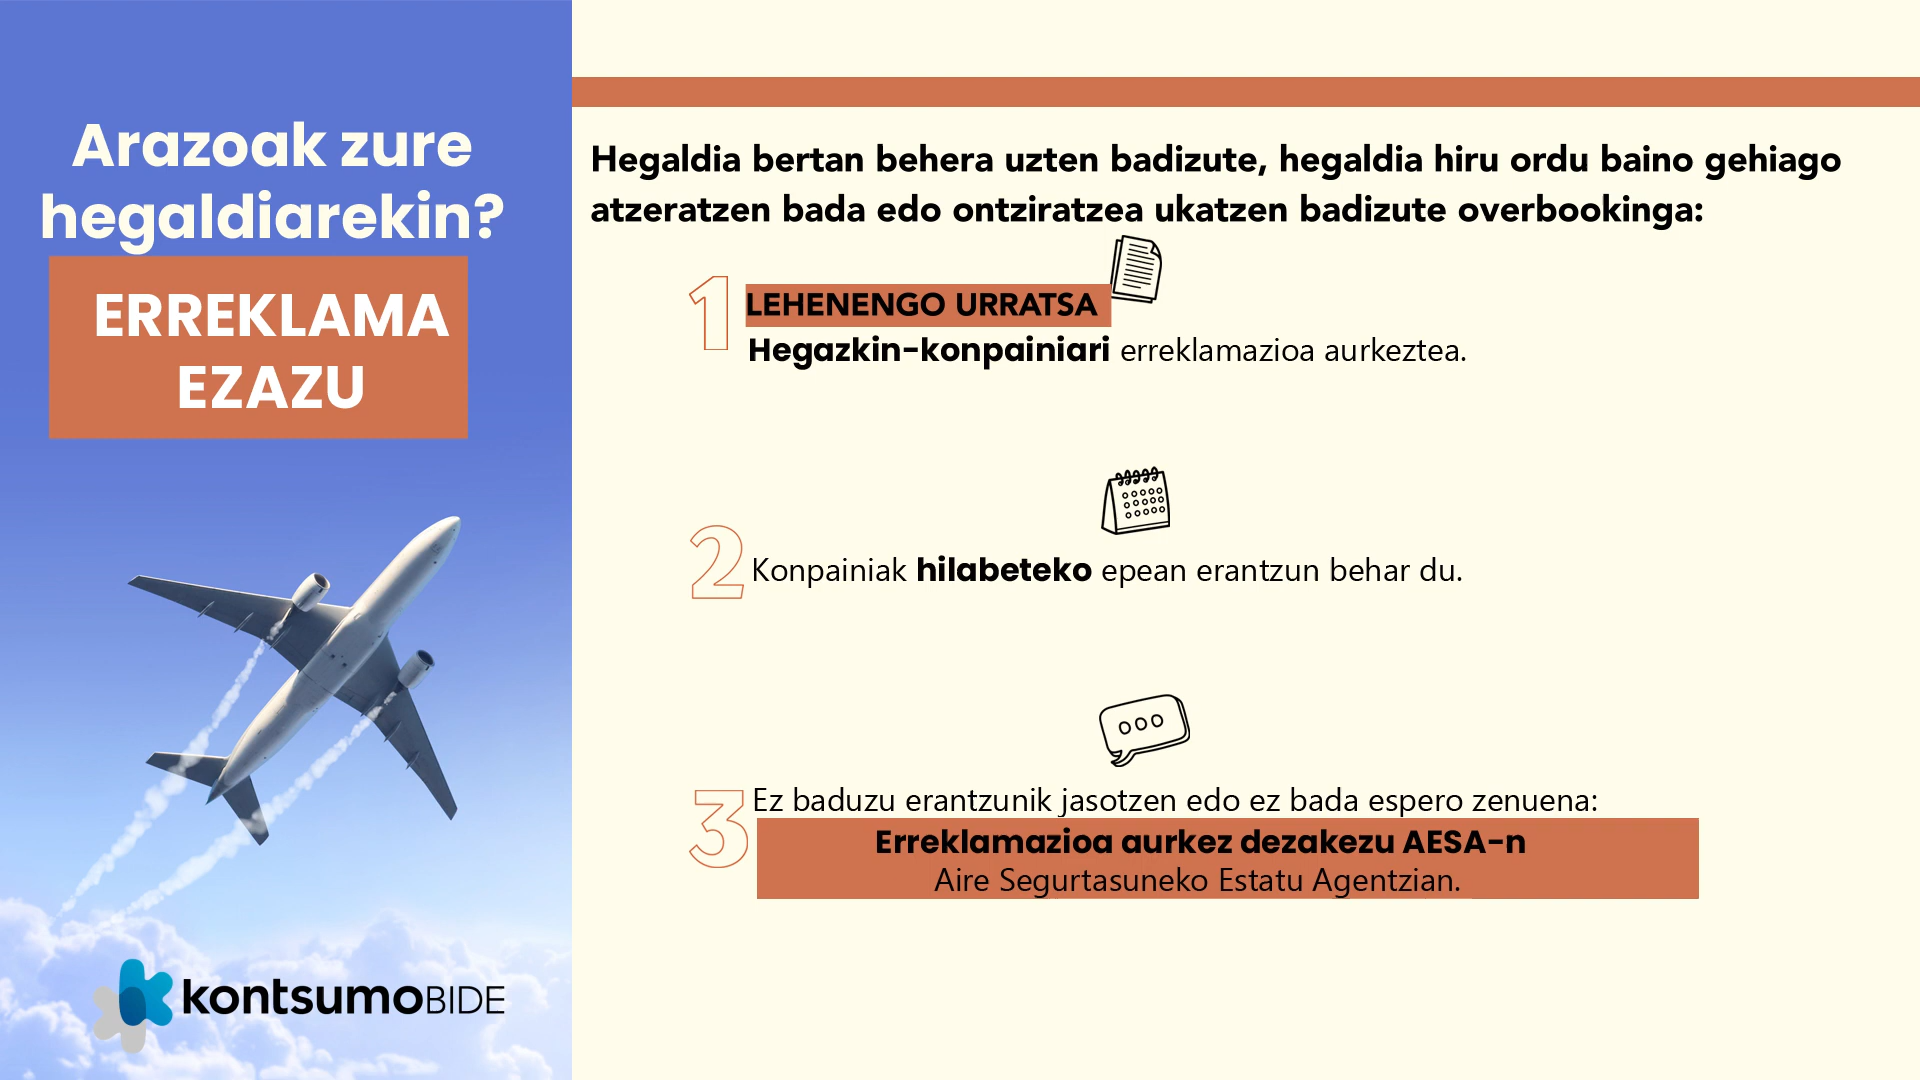 Arazoak zure
hegaldiarekin?
ERREKLAMA
EZAZU
kontsumoBIDE
Hegaldia bertan behera uzten badizute, hegaldia hiru ordu baino gehiago
atzeratzen bada edo ontziratzea ukatzen badizute overbookinga:
1 LEHENENGO URRATSA
Hegazkin-konpainiari erreklamazioa aurkeztea.
2 Konpainiak hilabeteko epean erantzun behar du.
3 Ez baduzu erantzunik jasotzen edo ez bada espero zenuena:
Erreklamazioa aurkez dezakezu AESA-n
Aire Segurtasuneko Estatu Agentzian.